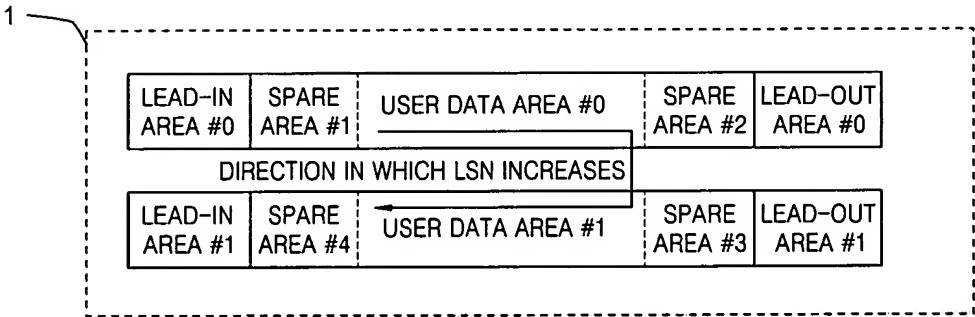 1
LEAD-IN AREA #0
SPARE AREA #1
USER DATA AREA #0
SPARE AREA #2
LEAD-OUT AREA #0
DIRECTION IN WHICH LSN INCREASES
LEAD-IN AREA #1
SPARE AREA #4
USER DATA AREA #1
SPARE AREA #3
LEAD-OUT AREA #1